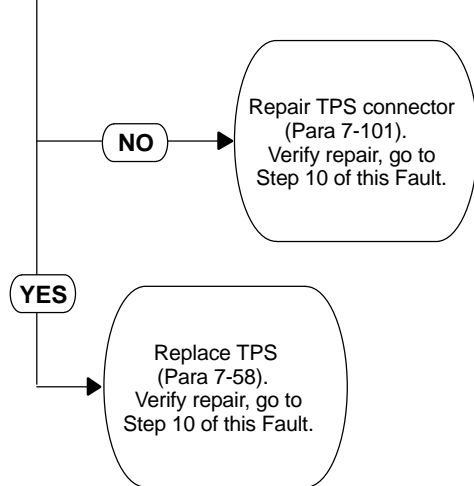 NO
Repair TPS connector
(Para 7-101).
Verify repair, go to
Step 10 of this Fault.
YES
Replace TPS
(Para 7-58).
Verify repair, go to
Step 10 of this Fault.